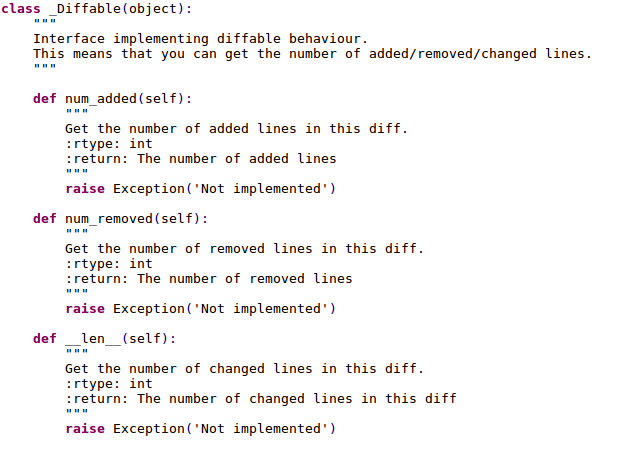 class _Diffable(object):
    """
    Interface implementing diffable behaviour.
    This means that you can get the number of added/removed/changed lines.
    """

    def num_added(self):
        """
        Get the number of added lines in this diff.
        :rtype: int
        :return: The number of added lines
        """
        raise Exception('Not implemented')

    def num_removed(self):
        """
        Get the number of removed lines in this diff.
        :rtype: int
        :return: The number of removed lines
        """
        raise Exception('Not implemented')

    def __len__(self):
        """
        Get the number of changed lines in this diff.
        :rtype: int
        :return: The number of changed lines in this diff
        """
        raise Exception('Not implemented')